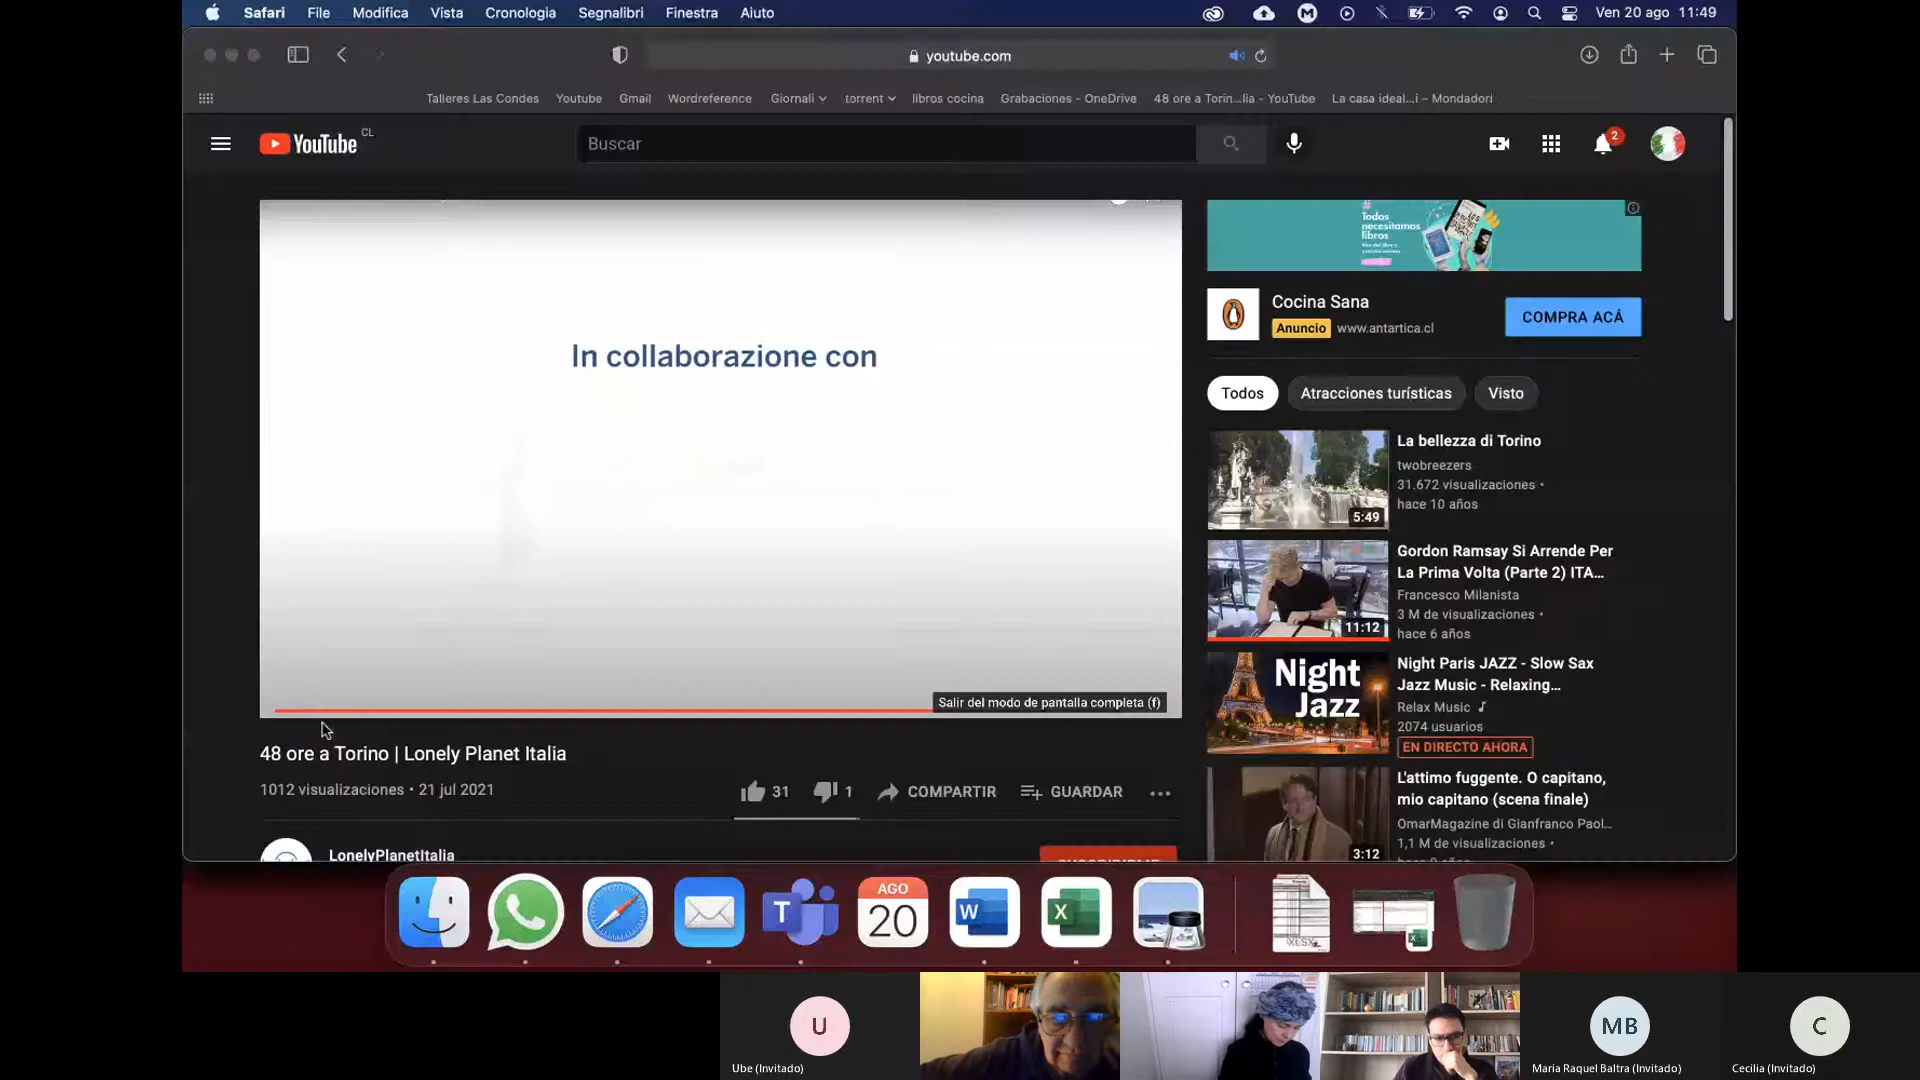 Safari File Modifica Vista Cronologia Segnalibri Finestra Aiuto
Ven 20 ago 11:49
youtube.com
Talleres Las Condes Youtube Gmail Wordreference Giornali torrent libros cocina Grabaciones - OneDrive 48 ore a Torin...lia - YouTube La casa ideal...i – Mondadori
YouTube CL
Buscar
2
In collaborazione con
Salir del modo de pantalla completa (f)
48 ore a Torino | Lonely Planet Italia
1012 visualizaciones • 21 jul 2021
31 1 COMPARTIR GUARDAR
LonelyPlanetItalia
Todos
necesitamos
libros
Cocina Sana
Anuncio www.antartica.cl
COMPRA ACÁ
Todos Atracciones turísticas Visto
La bellezza di Torino
twobreezers
31.672 visualizaciones •
hace 10 años
5:49
Gordon Ramsay Si Arrende Per
La Prima Volta (Parte 2) ITA...
Francesco Milanista
3 M de visualizaciones •
hace 6 años
11:12
Night
Jazz
Night Paris JAZZ - Slow Sax
Jazz Music - Relaxing...
Relax Music
2074 usuarios
EN DIRECTO AHORA
L'attimo fuggente. O capitano,
mio capitano (scena finale)
OmarMagazine di Gianfranco Paol...
1,1 M de visualizaciones •
3:12
AGO
20
T
W
X
XLSX
U
Ube (Invitado)
MB
Maria Raquel Baltra (Invitado)
C
Cecilia (Invitado)